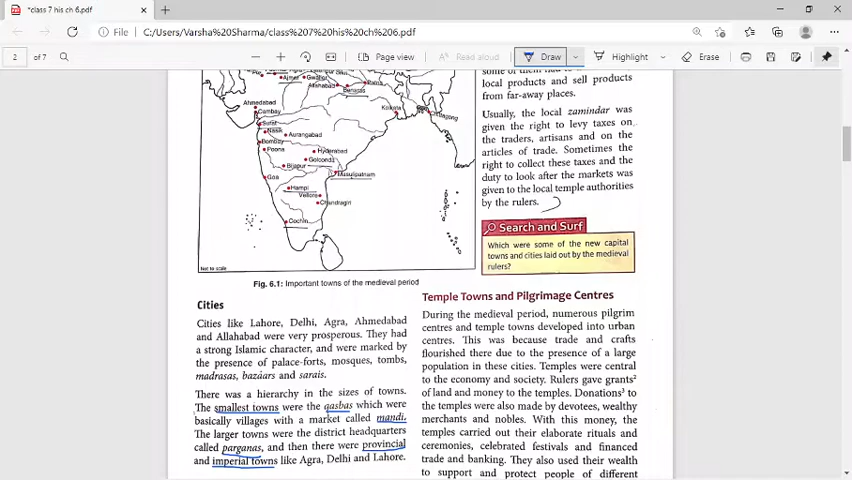 *class 7 his ch 6.pdf
File
C:/Users/Varsha%20Sharma/class%207%20his%20ch%206.pdf
2
of 7
Page view
Read aloud
Draw
Highlight
Erase
Ajmer
Gwalior
Allahabad
Patna
Banaras
Ahmedabad
Cambay
Kolkata
Chittagong
Surat
Nasik
Aurangabad
Bombay
Poona
Hyderabad
Golconda
Bijapur
Masulipatnam
Goa
Hampi
Vellore
Chandragiri
Cochin
Not to scale
Fig. 6.1: Important towns of the medieval period
Cities
Cities like Lahore, Delhi, Agra, Ahmedabad
and Allahabad were very prosperous. They had
a strong Islamic character, and were marked by
the presence of palace-forts, mosques, tombs,
madrasas, bazaars and sarais.
There was a hierarchy in the sizes of towns.
The smallest towns were the qasbas which were
basically villages with a market called mandi.
The larger towns were the district headquarters
called parganas, and then there were provincial
and imperial towns like Agra, Delhi and Lahore.
local products and sell products
from far-away places.
Usually, the local zamindar was
given the right to levy taxes on
the traders, artisans and on the
articles of trade. Sometimes the
right to collect these taxes and the
duty to look after the markets was
given to the local temple authorities
by the rulers.
Search and Surf
Which were some of the new capital
towns and cities laid out by the medieval
rulers?
Temple Towns and Pilgrimage Centres
During the medieval period, numerous pilgrim
centres and temple towns developed into urban
centres. This was because trade and crafts
flourished there due to the presence of a large
population in these cities. Temples were central
to the economy and society. Rulers gave grants²
of land and money to the temples. Donations³ to
the temples were also made by devotees, wealthy
merchants and nobles. With this money, the
temples carried out their elaborate rituals and
ceremonies, celebrated festivals and financed
trade and banking. They also used their wealth
to support and protect people of different